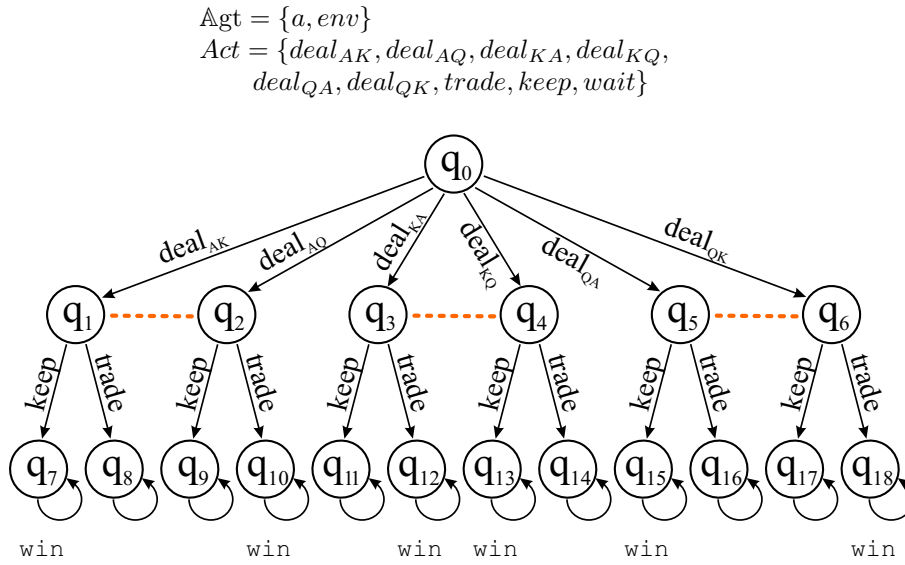 𝔸gt = {a, env}
Act = {deal_AK, deal_AQ, deal_KA, deal_KQ,
deal_QA, deal_QK, trade, keep, wait}
q0
deal_AK
deal_AQ
deal_KA
deal_KQ
deal_QA
deal_QK
q1 q2 q3 q4 q5 q6
keep trade keep trade keep trade keep trade keep trade keep trade
q7 q8 q9 q10 q11 q12 q13 q14 q15 q16 q17 q18
win win win win win win